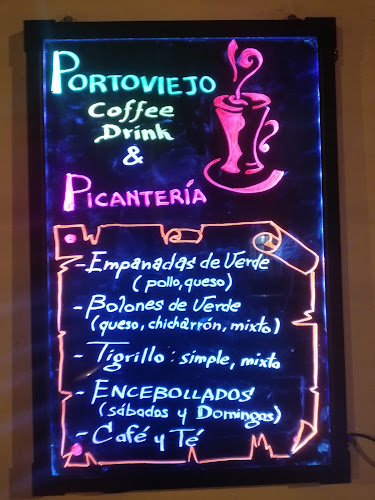 PORTOVIEJO
Coffee
Drink
&
PICANTERÍA
- Empanadas de Verde
(pollo, queso)
- Bolones de Verde
(queso, chicharrón, mixto)
- Tigrillo: simple, mixto
- ENCEBOLLADOS
(sábados y Domingos)
- Café y Té